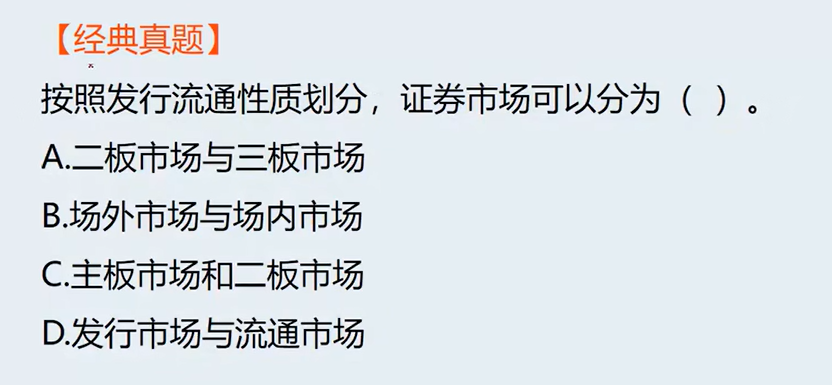 【经典真题】
按照发行流通性质划分，证券市场可以分为（ ）。
A.二板市场与三板市场
B.场外市场与场内市场
C.主板市场和二板市场
D.发行市场与流通市场